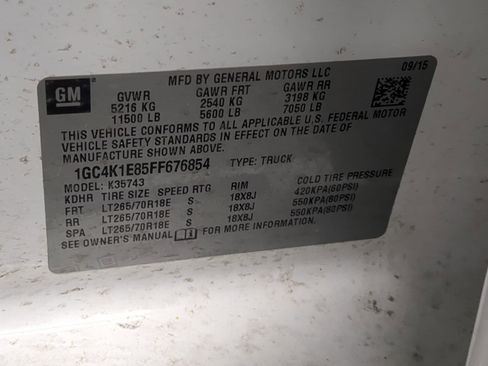 GM
MFD BY GENERAL MOTORS LLC
09/15
GVWR GAWR FRT GAWR RR
5216 KG 2540 KG 3198 KG
11500 LB 5600 LB 7050 LB
THIS VEHICLE CONFORMS TO ALL APPLICABLE U.S. FEDERAL MOTOR
VEHICLE SAFETY STANDARDS IN EFFECT ON THE DATE OF
MANUFACTURE SHOWN ABOVE.
1GC4K1E85FF676854 TYPE: TRUCK
MODEL: K35743
KDHR TIRE SIZE SPEED RTG RIM COLD TIRE PRESSURE
FRT LT265/70R18E S 18X8J 420KPA(60PSI)
RR LT265/70R18E S 18X8J 550KPA(80PSI)
SPA LT265/70R18E S 18X8J 550KPA(80PSI)
SEE OWNER'S MANUAL FOR MORE INFORMATION.